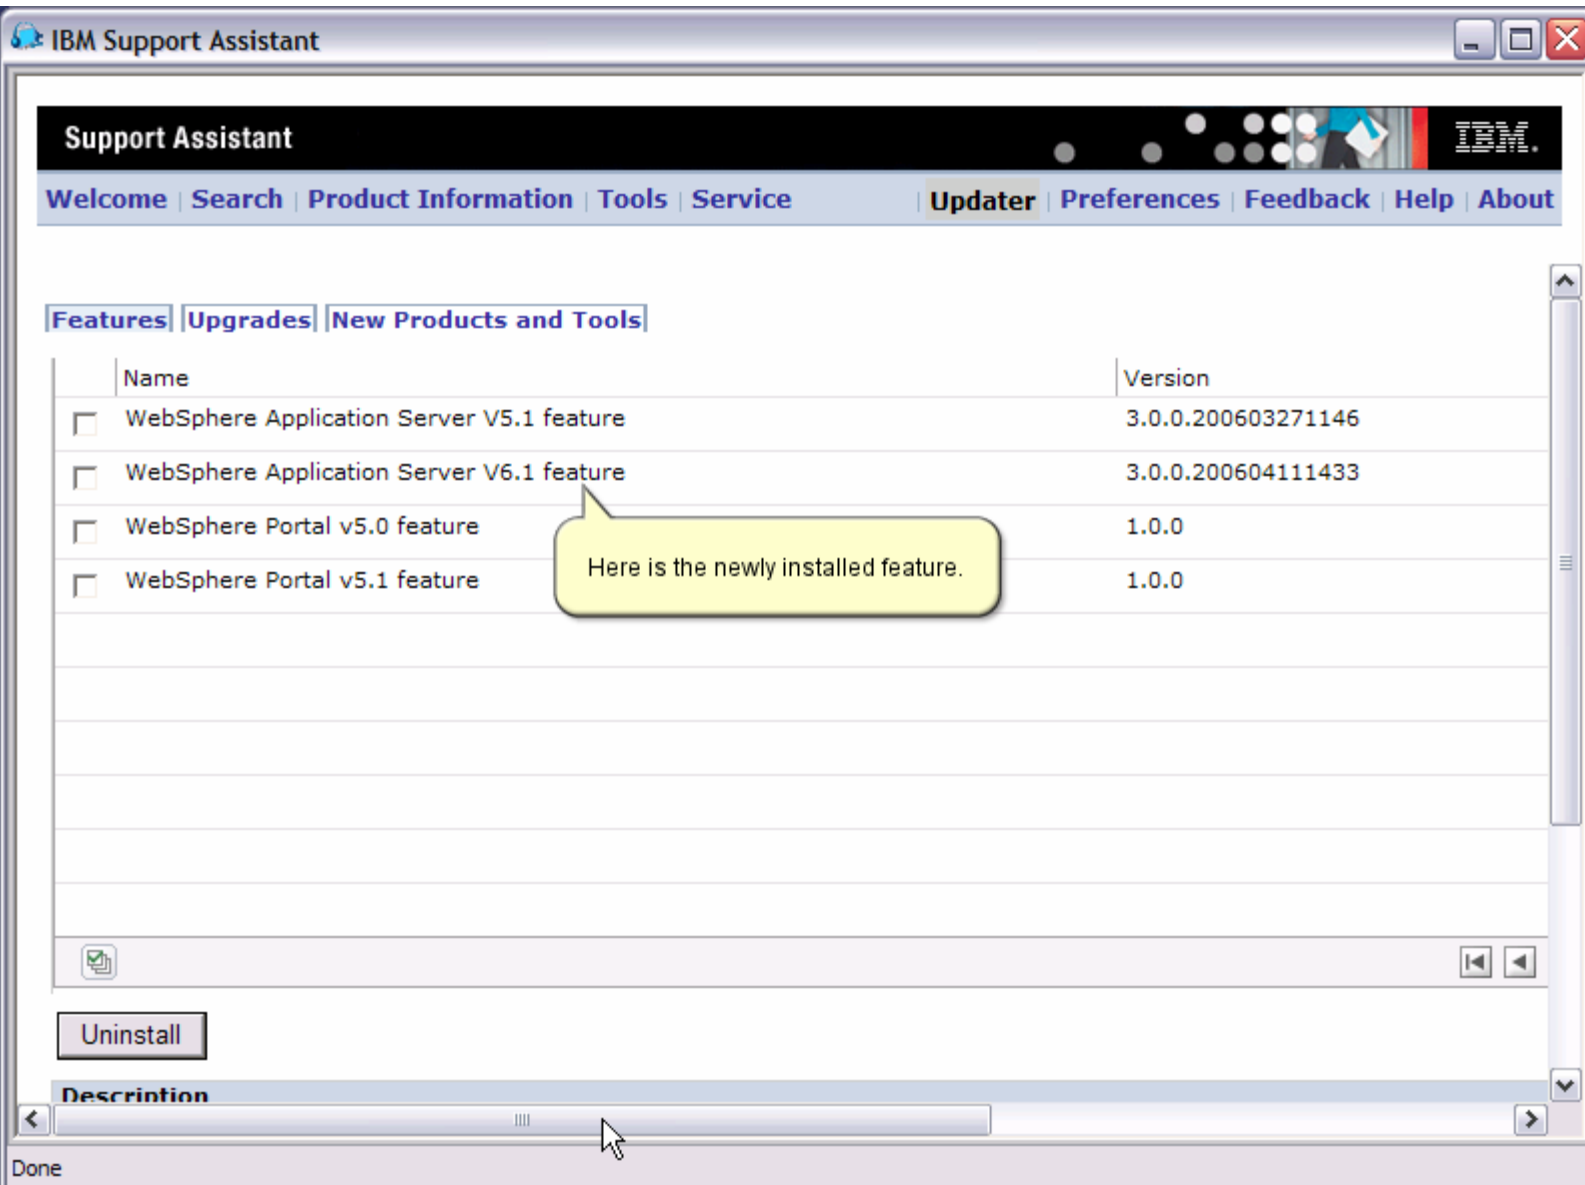 IBM Support Assistant
Support Assistant
IBM.
Welcome | Search | Product Information | Tools | Service | Updater | Preferences | Feedback | Help | About
Features Upgrades New Products and Tools
Name Version
WebSphere Application Server V5.1 feature 3.0.0.200603271146
WebSphere Application Server V6.1 feature 3.0.0.200604111433
WebSphere Portal v5.0 feature 1.0.0
Here is the newly installed feature.
WebSphere Portal v5.1 feature 1.0.0
Uninstall
Description
Done